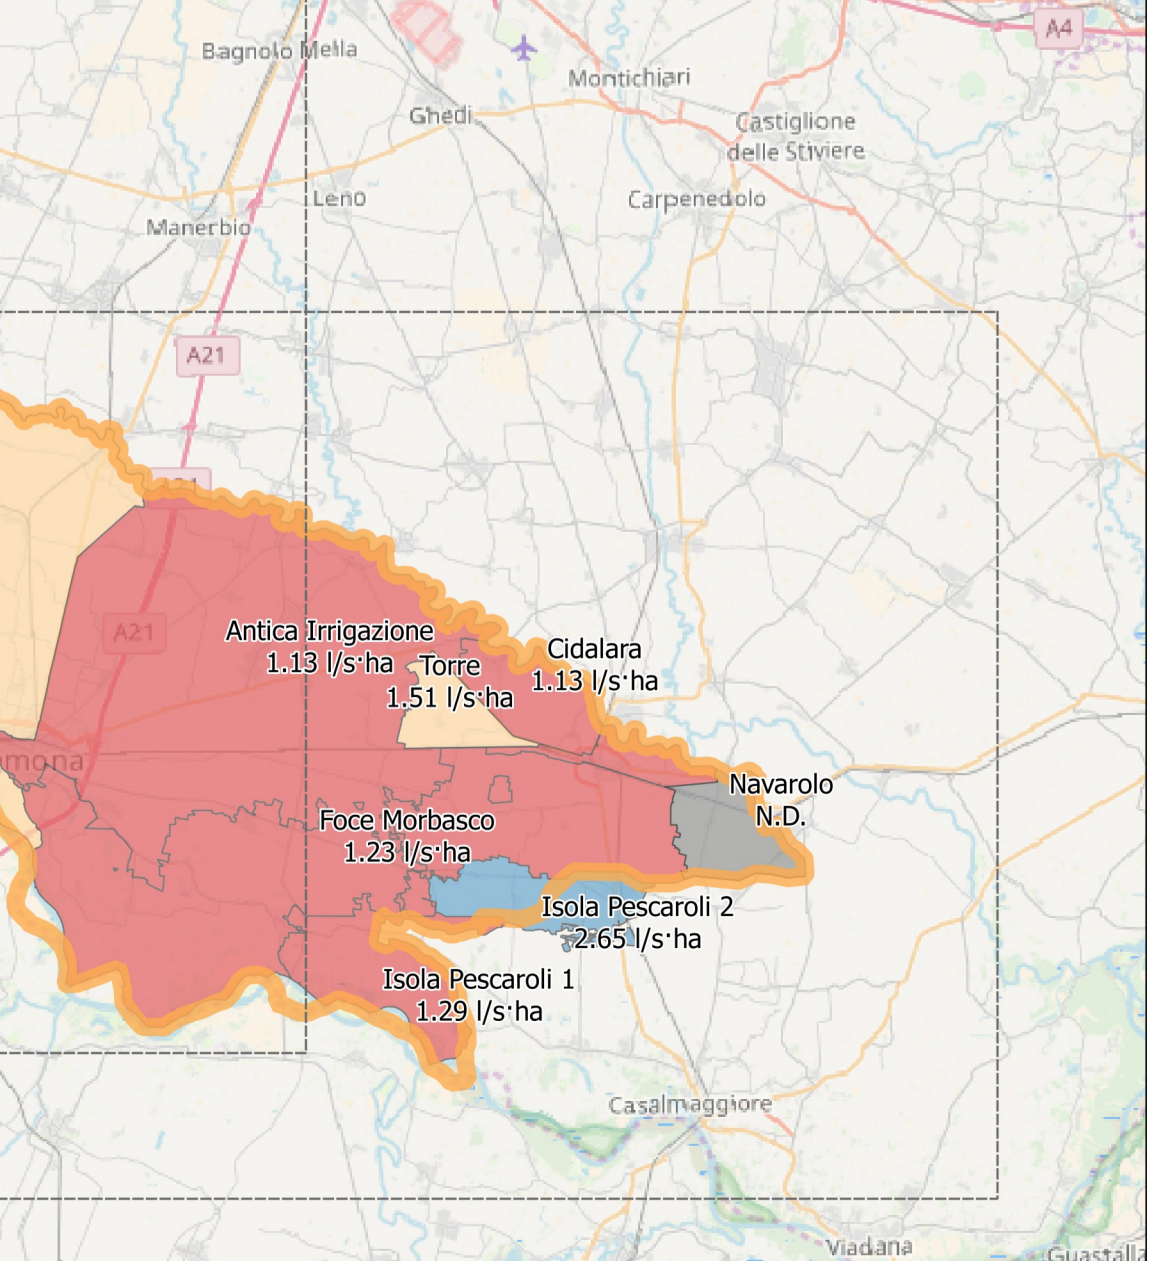 A4
Bagnolo Mella
Montichiari
Ghedi
Castiglione
delle Stiviere
Leno
Carpenedolo
Manerbio
A21
A21
Antica Irrigazione
1.13 l/s·ha
Torre
1.51 l/s·ha
Cidalara
1.13 l/s·ha
mona
Navarolo
N.D.
Foce Morbasco
1.23 l/s·ha
Isola Pescaroli 2
2.65 l/s·ha
Isola Pescaroli 1
1.29 l/s·ha
Casalmaggiore
Viadana
Guastalla